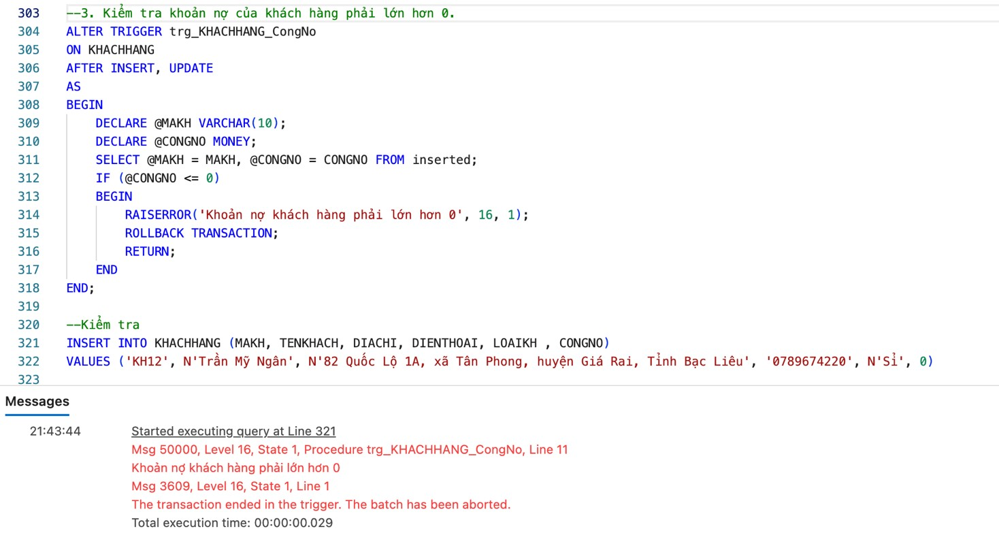 303 --3. Kiểm tra khoản nợ của khách hàng phải lớn hơn 0.
304 ALTER TRIGGER trg_KHACHHANG_CongNo
305 ON KHACHHANG
306 AFTER INSERT, UPDATE
307 AS
308 BEGIN
309     DECLARE @MAKH VARCHAR(10);
310     DECLARE @CONGNO MONEY;
311     SELECT @MAKH = MAKH, @CONGNO = CONGNO FROM inserted;
312     IF (@CONGNO <= 0)
313     BEGIN
314         RAISERROR('Khoản nợ khách hàng phải lớn hơn 0', 16, 1);
315         ROLLBACK TRANSACTION;
316         RETURN;
317     END
318 END;
319
320 --Kiểm tra
321 INSERT INTO KHACHHANG (MAKH, TENKHACH, DIACHI, DIENTHOAI, LOAIKH , CONGNO)
322 VALUES ('KH12', N'Trần Mỹ Ngân', N'82 Quốc Lộ 1A, xã Tân Phong, huyện Giá Rai, Tỉnh Bạc Liêu', '0789674220', N'Sỉ', 0)
323
Messages
21:43:44 Started executing query at Line 321
Msg 50000, Level 16, State 1, Procedure trg_KHACHHANG_CongNo, Line 11
Khoản nợ khách hàng phải lớn hơn 0
Msg 3609, Level 16, State 1, Line 1
The transaction ended in the trigger. The batch has been aborted.
Total execution time: 00:00:00.029